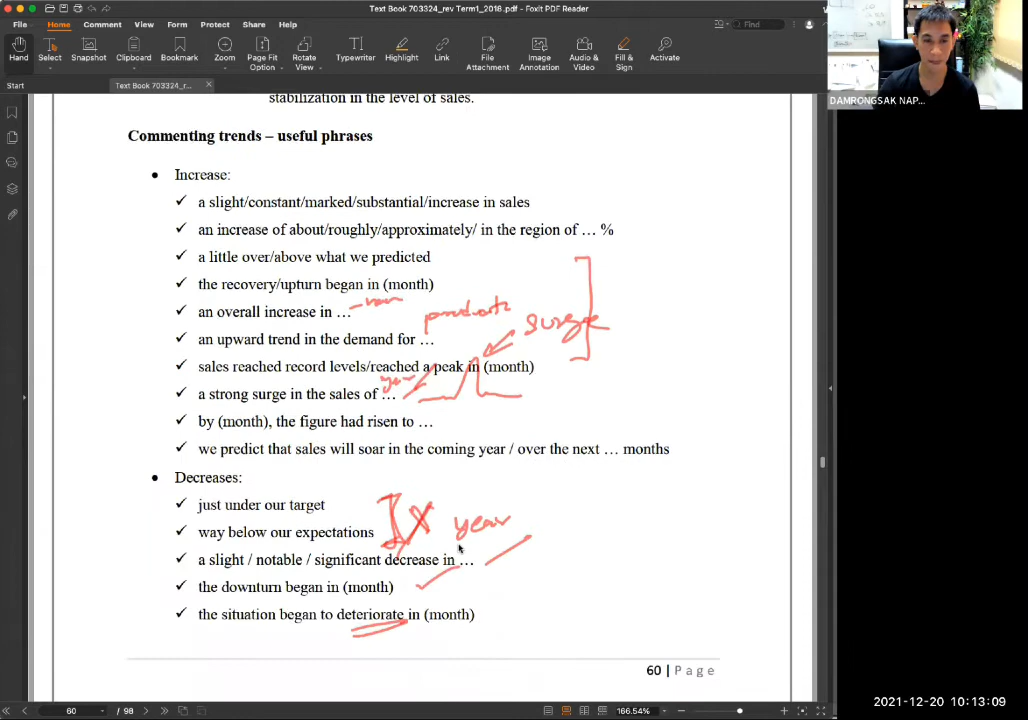 Text Book 703324_rev Term1_2018.pdf - Foxit PDF Reader
File Home Comment View Form Protect Share Help Find
Hand Select Snapshot Clipboard Bookmark Zoom Page Fit Option Rotate View Typewriter Highlight Link File Attachment Image Annotation Audio & Video Fill & Sign Activate
Start Text Book 703324_r...
DAMRONGSAK NAP...
stabilization in the level of sales.
Commenting trends – useful phrases
• Increase:
✓ a slight/constant/marked/substantial/increase in sales
✓ an increase of about/roughly/approximately/ in the region of … %
✓ a little over/above what we predicted
✓ the recovery/upturn began in (month)
✓ an overall increase in …
products surge
✓ an upward trend in the demand for …
✓ sales reached record levels/reached a peak in (month)
year
✓ a strong surge in the sales of …
✓ by (month), the figure had risen to …
✓ we predict that sales will soar in the coming year / over the next … months
• Decreases:
✓ just under our target
year
✓ way below our expectations
✓ a slight / notable / significant decrease in …
✓ the downturn began in (month)
✓ the situation began to deteriorate in (month)
60 | Page
60 / 98 166.54%
2021-12-20 10:13:09